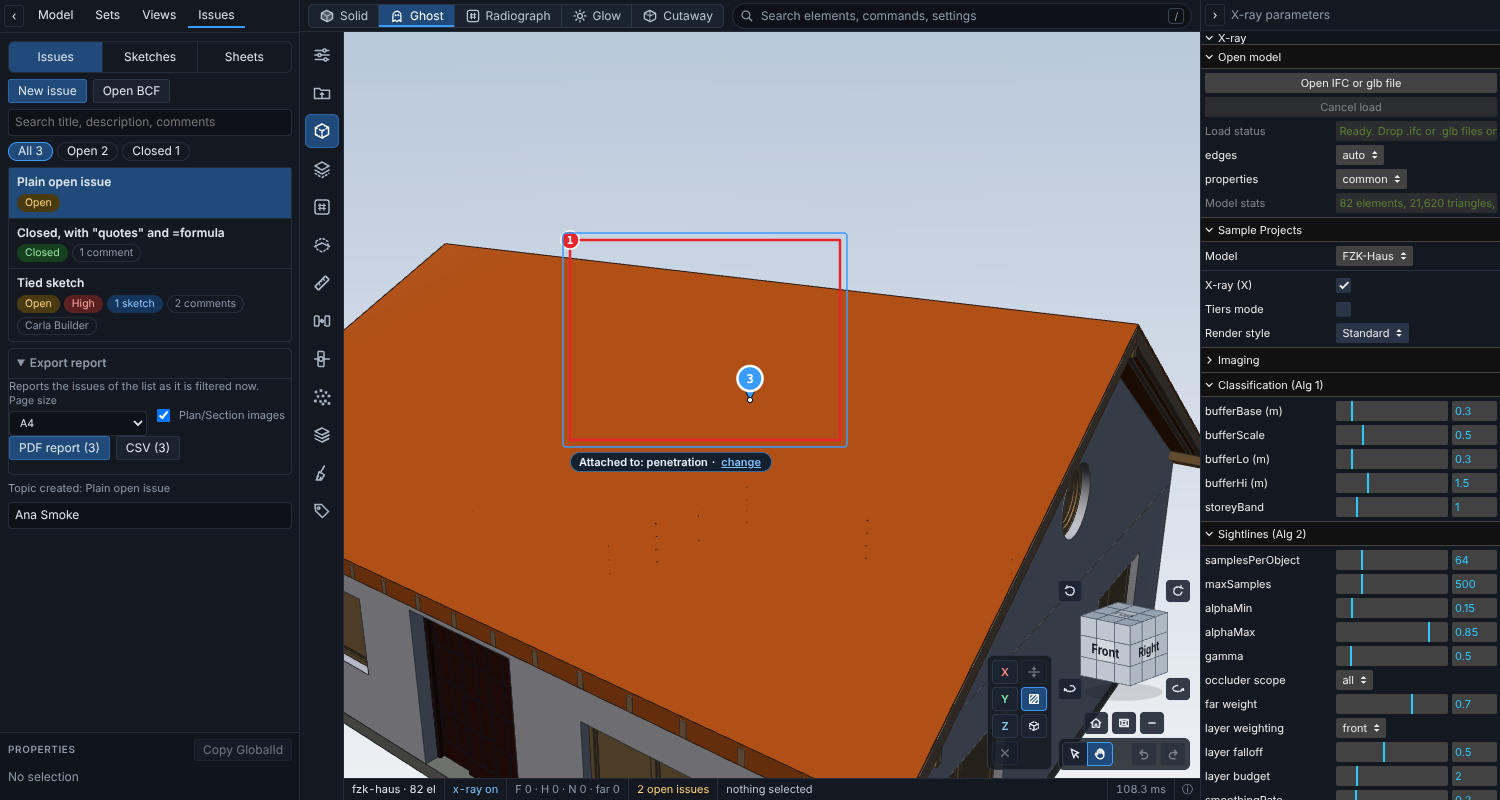 Model Sets Views Issues
Issues Sketches Sheets
New issue Open BCF
Search title, description, comments
All 3 Open 2 Closed 1
Plain open issue
Open
Closed, with "quotes" and =formula
Closed 1 comment
Tied sketch
Open High 1 sketch 2 comments
Carla Builder
Export report
Reports the issues of the list as it is filtered now.
Page size
A4 Plan/Section images
PDF report (3) CSV (3)
Topic created: Plain open issue
Ana Smoke
PROPERTIES Copy GlobalId
No selection
Solid Ghost Radiograph Glow Cutaway
Search elements, commands, settings /
1
3
Attached to: penetration · change
Front Right
X
Y
Z
fzk-haus · 82 el x-ray on F 0 · H 0 · N 0 · far 0 2 open issues nothing selected 108.3 ms
X-ray parameters
X-ray
Open model
Open IFC or glb file
Cancel load
Load status Ready. Drop .ifc or .glb files or
edges auto
properties common
Model stats 82 elements, 21,620 triangles,
Sample Projects
Model FZK-Haus
X-ray (X)
Tiers mode
Render style Standard
Imaging
Classification (Alg 1)
bufferBase (m) 0.3
bufferScale 0.5
bufferLo (m) 0.3
bufferHi (m) 1.5
storeyBand 1
Sightlines (Alg 2)
samplesPerObject 64
maxSamples 500
alphaMin 0.15
alphaMax 0.85
gamma 0.5
occluder scope all
far weight 0.7
layer weighting front
layer falloff 0.5
layer budget 2
smoothingRate 0.2